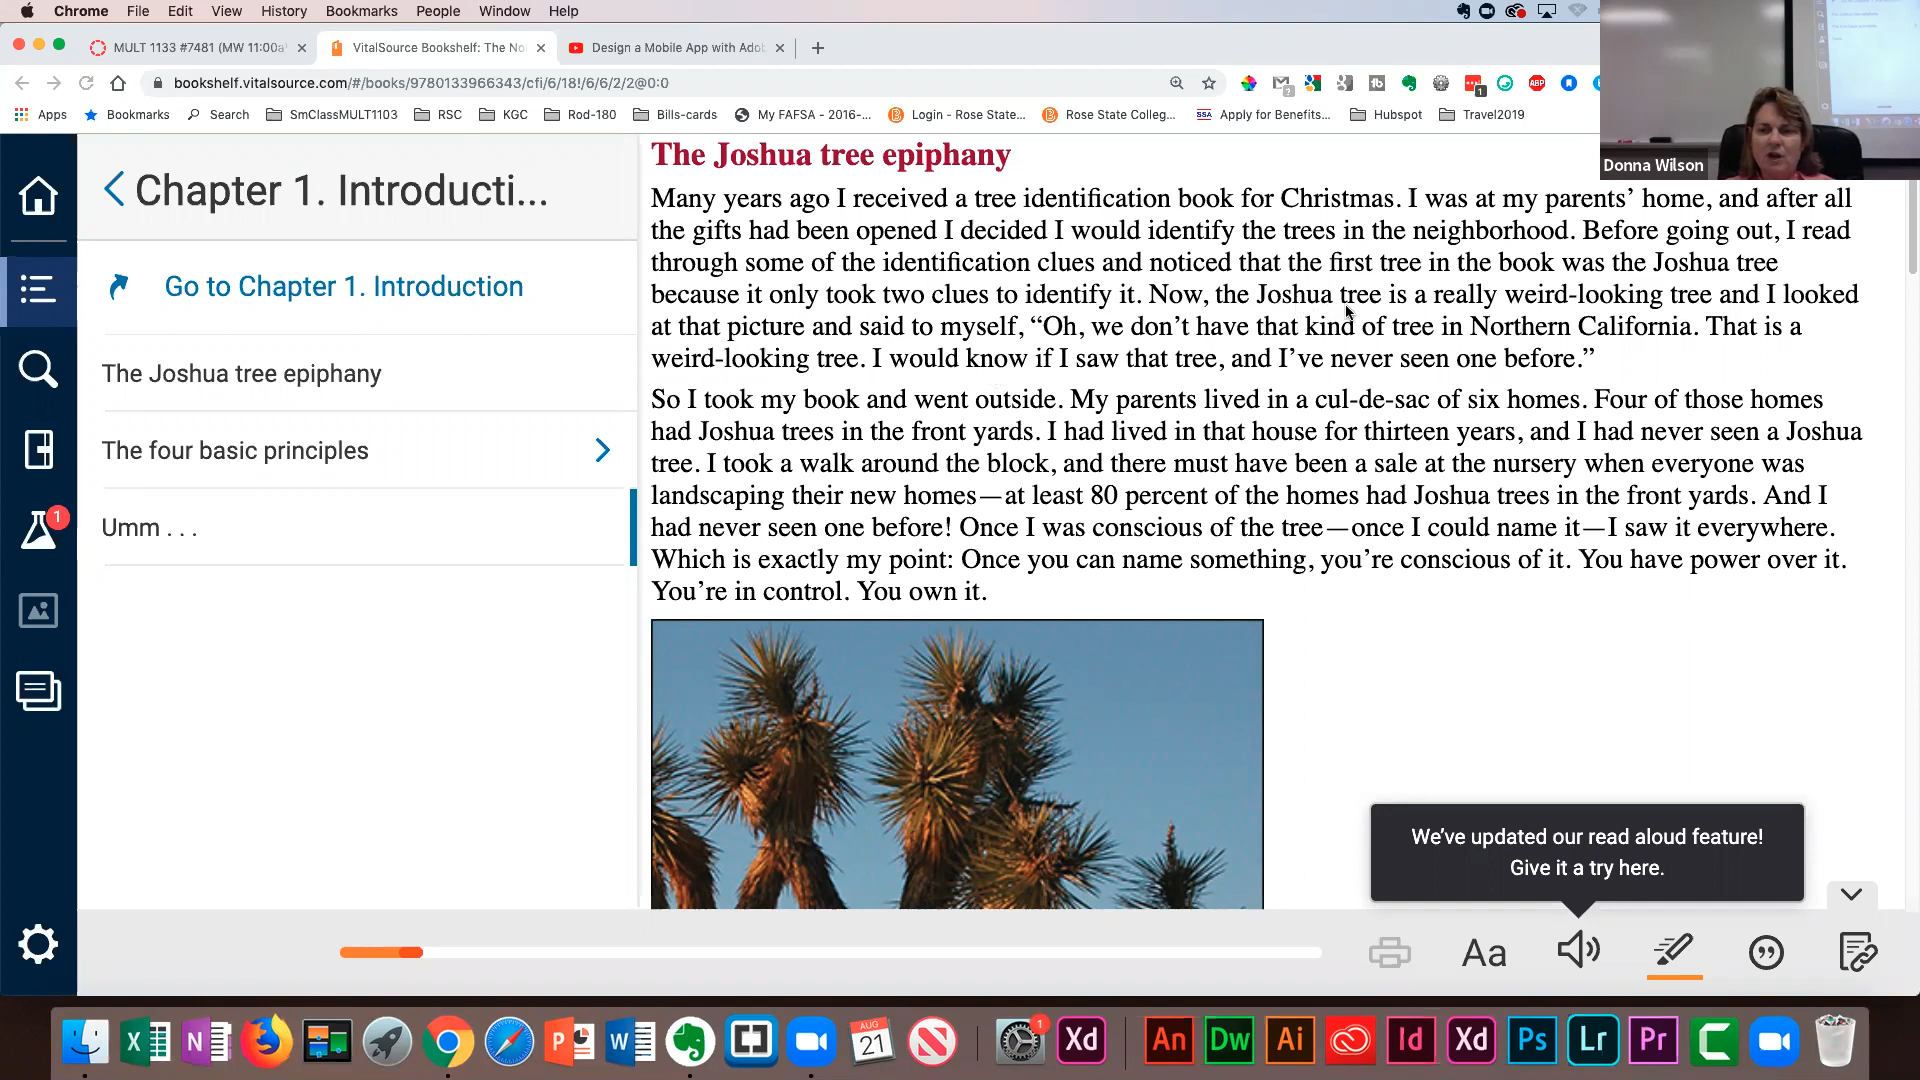 Chrome File Edit View History Bookmarks People Window Help
MULT 1133 #7481 (MW 11:00a
VitalSource Bookshelf: The No
Design a Mobile App with Adob
bookshelf.vitalsource.com/#/books/9780133966343/cfi/6/18!/6/6/2/2@0:0
Apps Bookmarks Search SmClassMULT1103 RSC KGC Rod-180 Bills-cards My FAFSA - 2016-... Login - Rose State... Rose State Colleg... Apply for Benefits... Hubspot Travel2019
Donna Wilson
Chapter 1. Introducti...
Go to Chapter 1. Introduction
The Joshua tree epiphany
The four basic principles
Umm . . .
1
The Joshua tree epiphany
Many years ago I received a tree identification book for Christmas. I was at my parents’ home, and after all
the gifts had been opened I decided I would identify the trees in the neighborhood. Before going out, I read
through some of the identification clues and noticed that the first tree in the book was the Joshua tree
because it only took two clues to identify it. Now, the Joshua tree is a really weird-looking tree and I looked
at that picture and said to myself, “Oh, we don’t have that kind of tree in Northern California. That is a
weird-looking tree. I would know if I saw that tree, and I’ve never seen one before.”
So I took my book and went outside. My parents lived in a cul-de-sac of six homes. Four of those homes
had Joshua trees in the front yards. I had lived in that house for thirteen years, and I had never seen a Joshua
tree. I took a walk around the block, and there must have been a sale at the nursery when everyone was
landscaping their new homes—at least 80 percent of the homes had Joshua trees in the front yards. And I
had never seen one before! Once I was conscious of the tree—once I could name it—I saw it everywhere.
Which is exactly my point: Once you can name something, you’re conscious of it. You have power over it.
You’re in control. You own it.
We’ve updated our read aloud feature!
Give it a try here.
Aa
AUG
21
1
Xd An Dw Ai Id Xd Ps Lr Pr